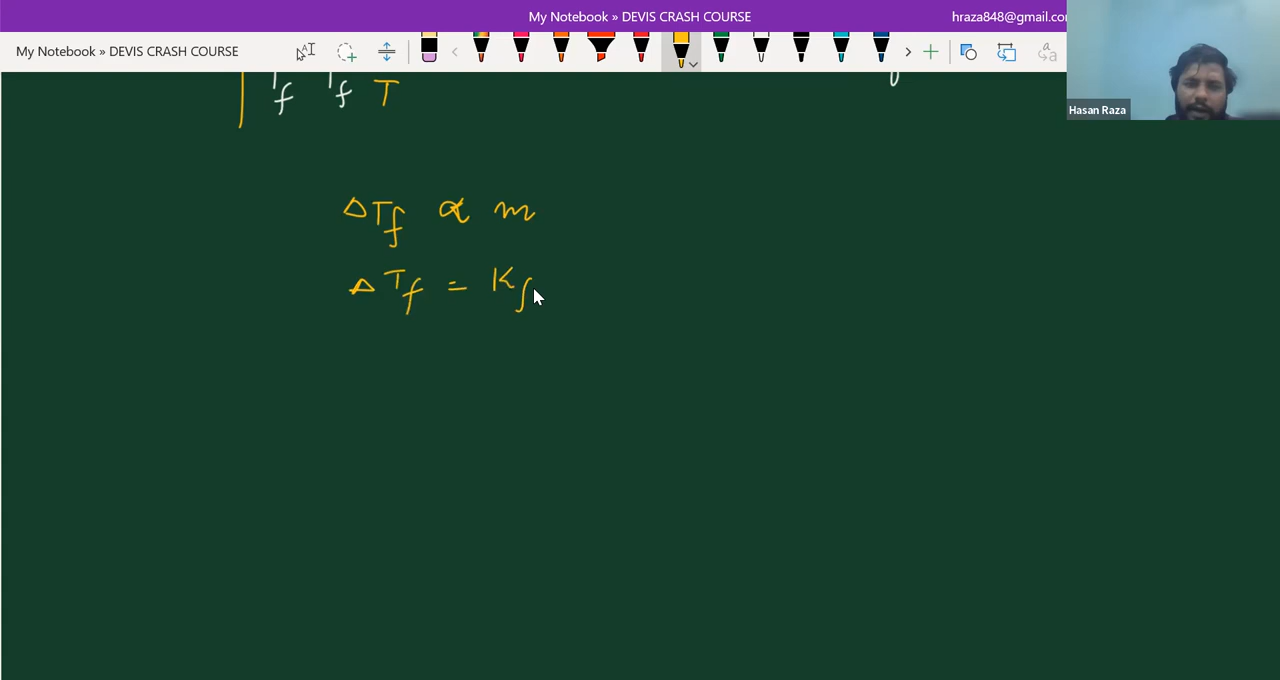 My Notebook » DEVIS CRASH COURSE
hraza848@gmail.co
My Notebook » DEVIS CRASH COURSE
Hasan Raza
f f T
ΔTf α m
ΔTf = Kf